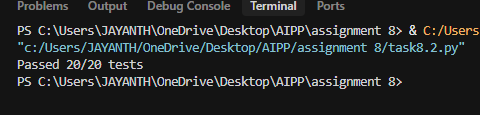 Problems Output Debug Console Terminal Ports
PS C:\Users\JAYANTH\OneDrive\Desktop\AIPP\assignment 8> & C:/Users
"c:/Users/JAYANTH/OneDrive/Desktop/AIPP/assignment 8/task8.2.py"
Passed 20/20 tests
PS C:\Users\JAYANTH\OneDrive\Desktop\AIPP\assignment 8>